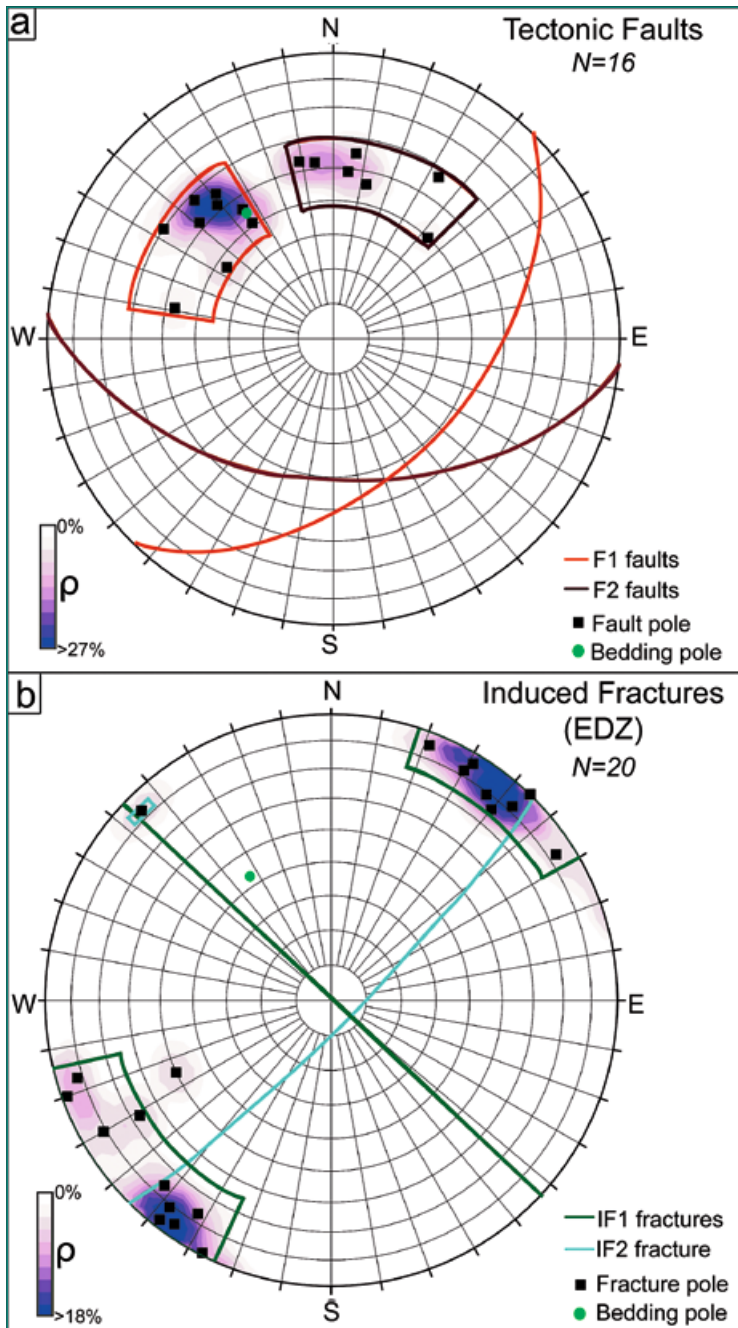 a
Tectonic Faults
N=16
N
W
E
S
0%
ρ
>27%
F1 faults
F2 faults
Fault pole
Bedding pole
b
Induced Fractures
(EDZ)
N=20
N
W
E
S
0%
ρ
>18%
IF1 fractures
IF2 fracture
Fracture pole
Bedding pole